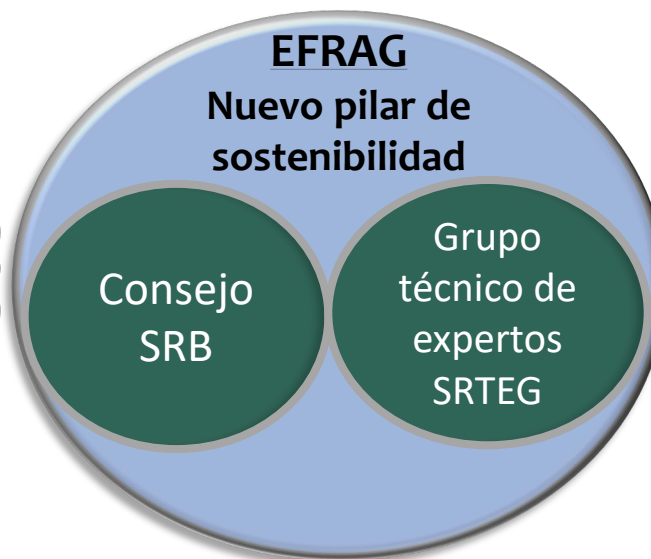 EFRAG
Nuevo pilar de
sostenibilidad
Consejo
SRB
Grupo
técnico de
expertos
SRTEG